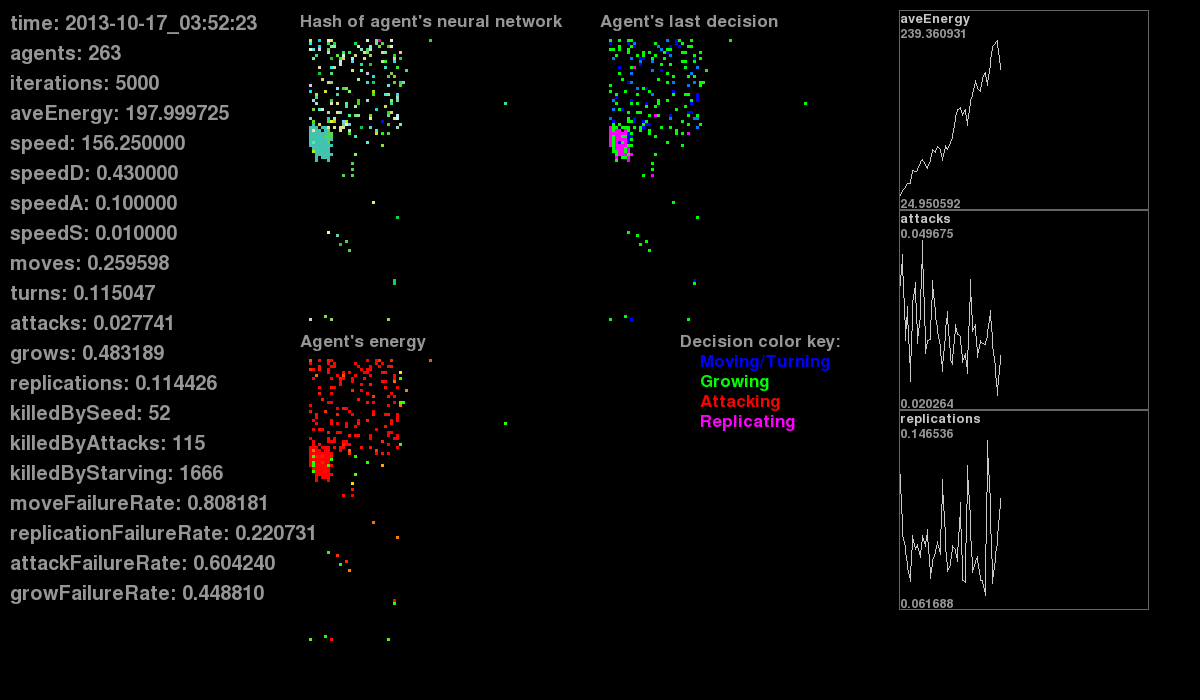 time: 2013-10-17_03:52:23
agents: 263
iterations: 5000
aveEnergy: 197.999725
speed: 156.250000
speedD: 0.430000
speedA: 0.100000
speedS: 0.010000
moves: 0.259598
turns: 0.115047
attacks: 0.027741
grows: 0.483189
replications: 0.114426
killedBySeed: 52
killedByAttacks: 115
killedByStarving: 1666
moveFailureRate: 0.808181
replicationFailureRate: 0.220731
attackFailureRate: 0.604240
growFailureRate: 0.448810
Hash of agent's neural network
Agent's last decision
Agent's energy
Decision color key:
Moving/Turning
Growing
Attacking
Replicating
aveEnergy
239.360931
24.950592
attacks
0.049675
0.020264
replications
0.146536
0.061688